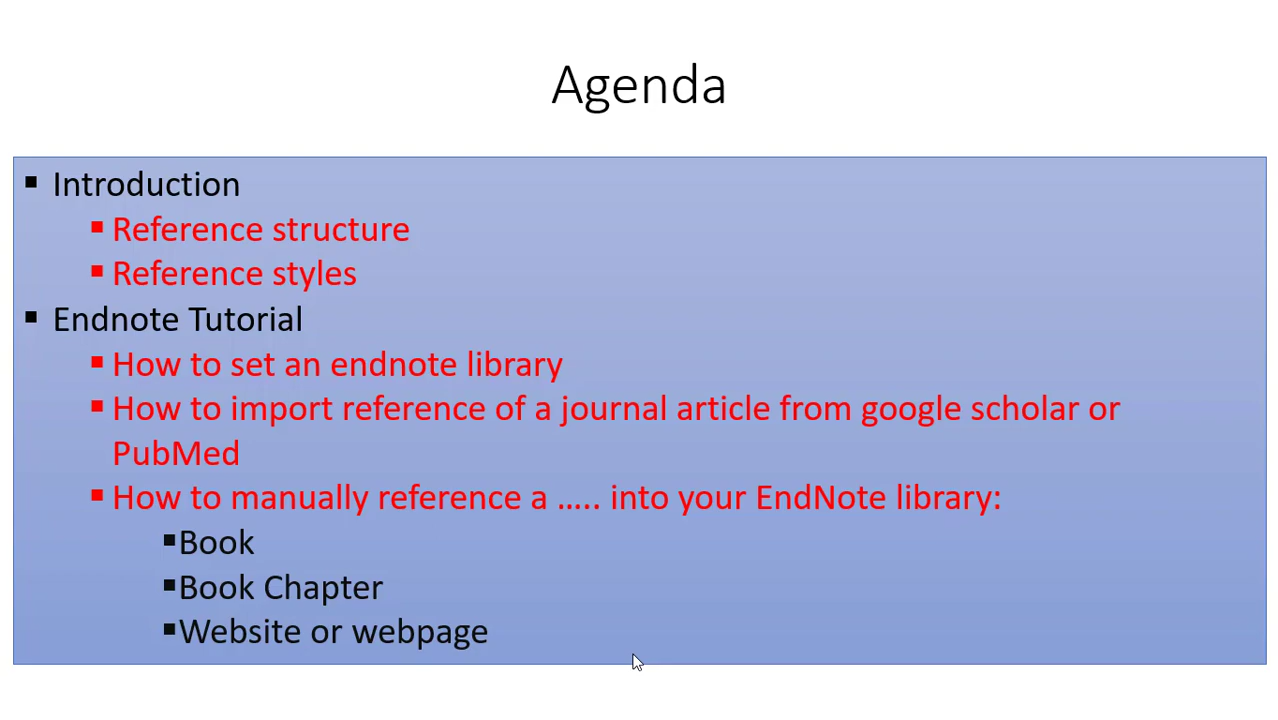 Agenda
▪ Introduction
▪ Reference structure
▪ Reference styles
▪ Endnote Tutorial
▪ How to set an endnote library
▪ How to import reference of a journal article from google scholar or
PubMed
▪ How to manually reference a ..... into your EndNote library:
▪ Book
▪ Book Chapter
▪ Website or webpage